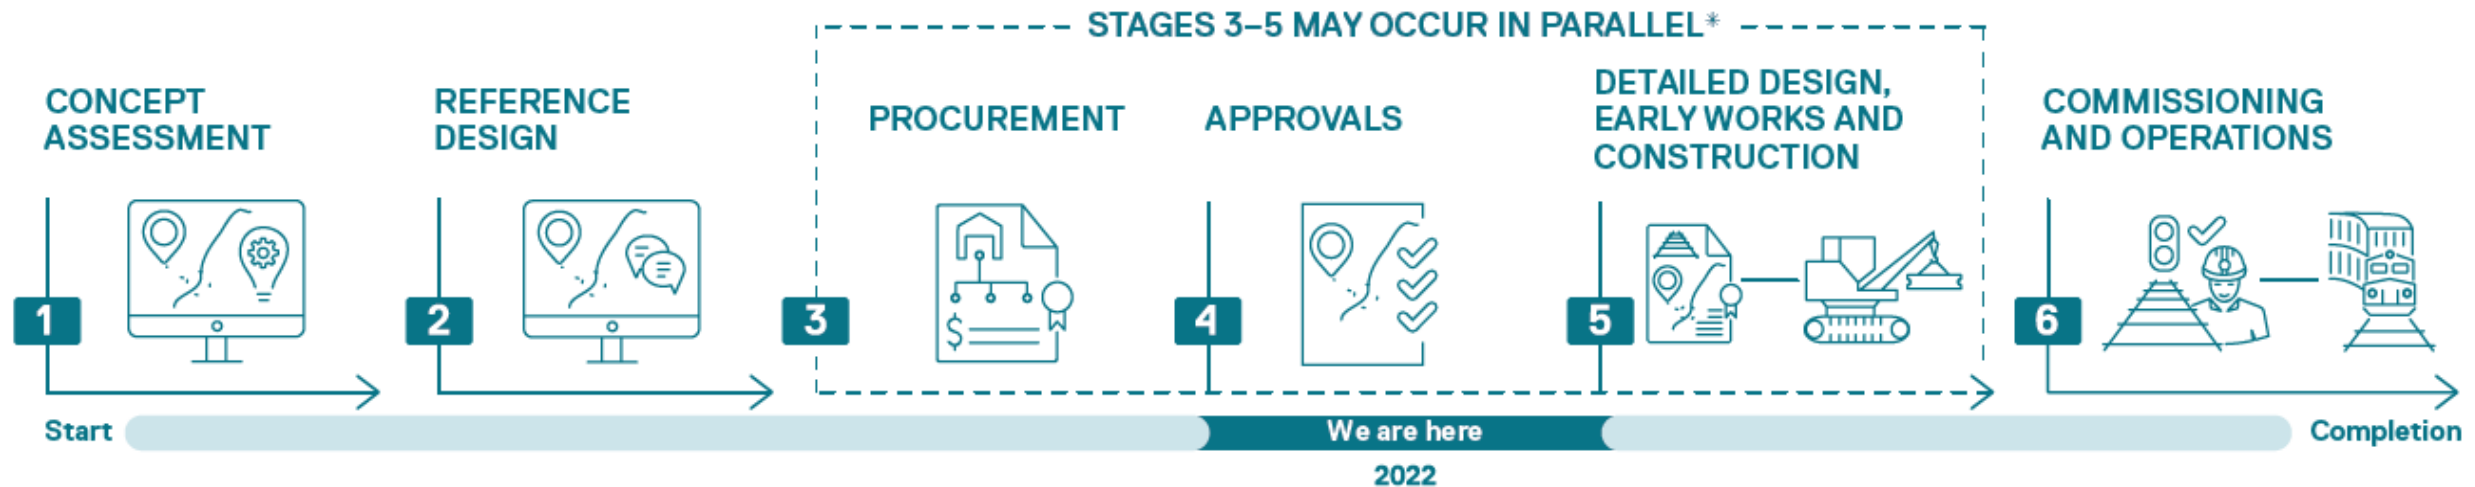 STAGES 3–5 MAY OCCUR IN PARALLEL*
CONCEPT
ASSESSMENT
REFERENCE
DESIGN
PROCUREMENT
APPROVALS
DETAILED DESIGN,
EARLY WORKS AND
CONSTRUCTION
COMMISSIONING
AND OPERATIONS
1
2
3
$
4
5
6
Start
We are here
Completion
2022